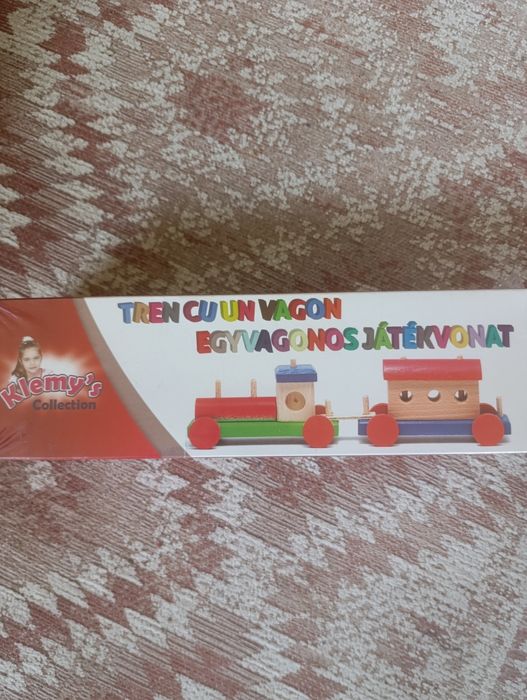 TREN CU UN VAGON
EGYVAGONOS JÁTÉKVONAT
Klemy's
Collection